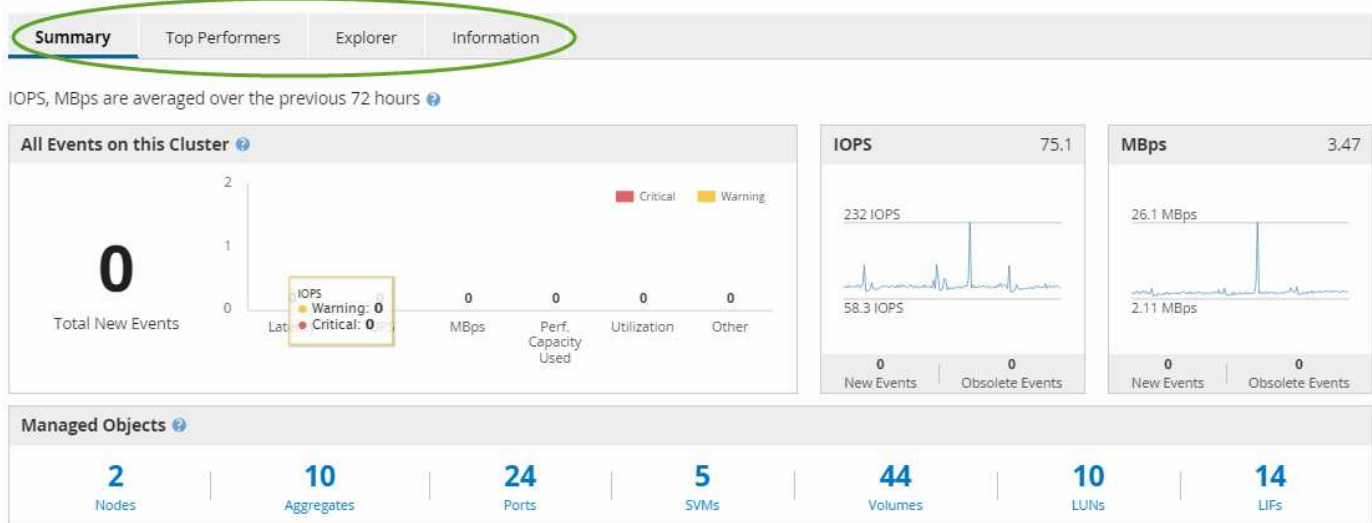 Summary Top Performers Explorer Information
IOPS, MBps are averaged over the previous 72 hours
All Events on this Cluster
2
1
0
Critical Warning
0
Total New Events
IOPS
Warning: 0
Critical: 0
0 0 0 0
MBps Perf. Capacity Used Utilization Other
IOPS 75.1
232 IOPS
58.3 IOPS
0 0
New Events Obsolete Events
MBps 3.47
26.1 MBps
2.11 MBps
0 0
New Events Obsolete Events
Managed Objects
2 10 24 5 44 10 14
Nodes Aggregates Ports SVMs Volumes LUNs LIFs